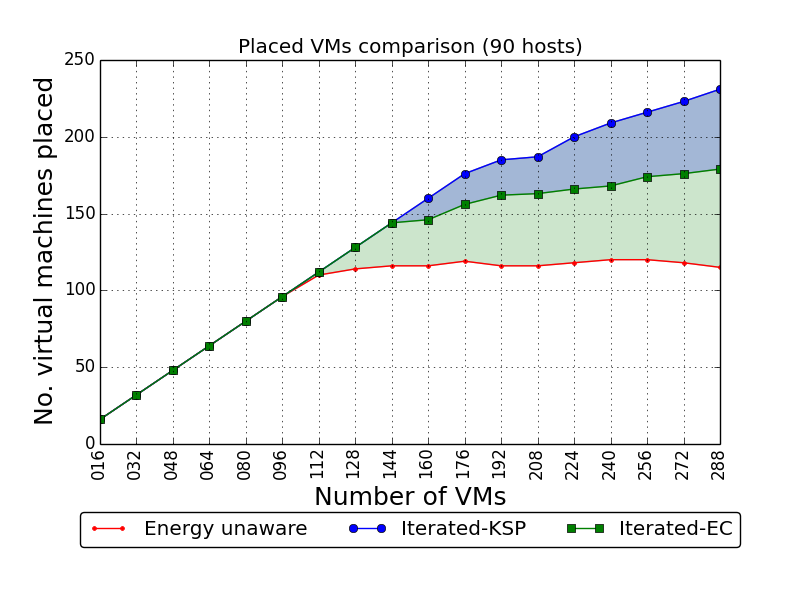 Placed VMs comparison (90 hosts)
No. virtual machines placed
250
200
150
100
50
0
016 032 048 064 080 096 112 128 144 160 176 192 208 224 240 256 272 288
Number of VMs
Energy unaware Iterated-KSP Iterated-EC